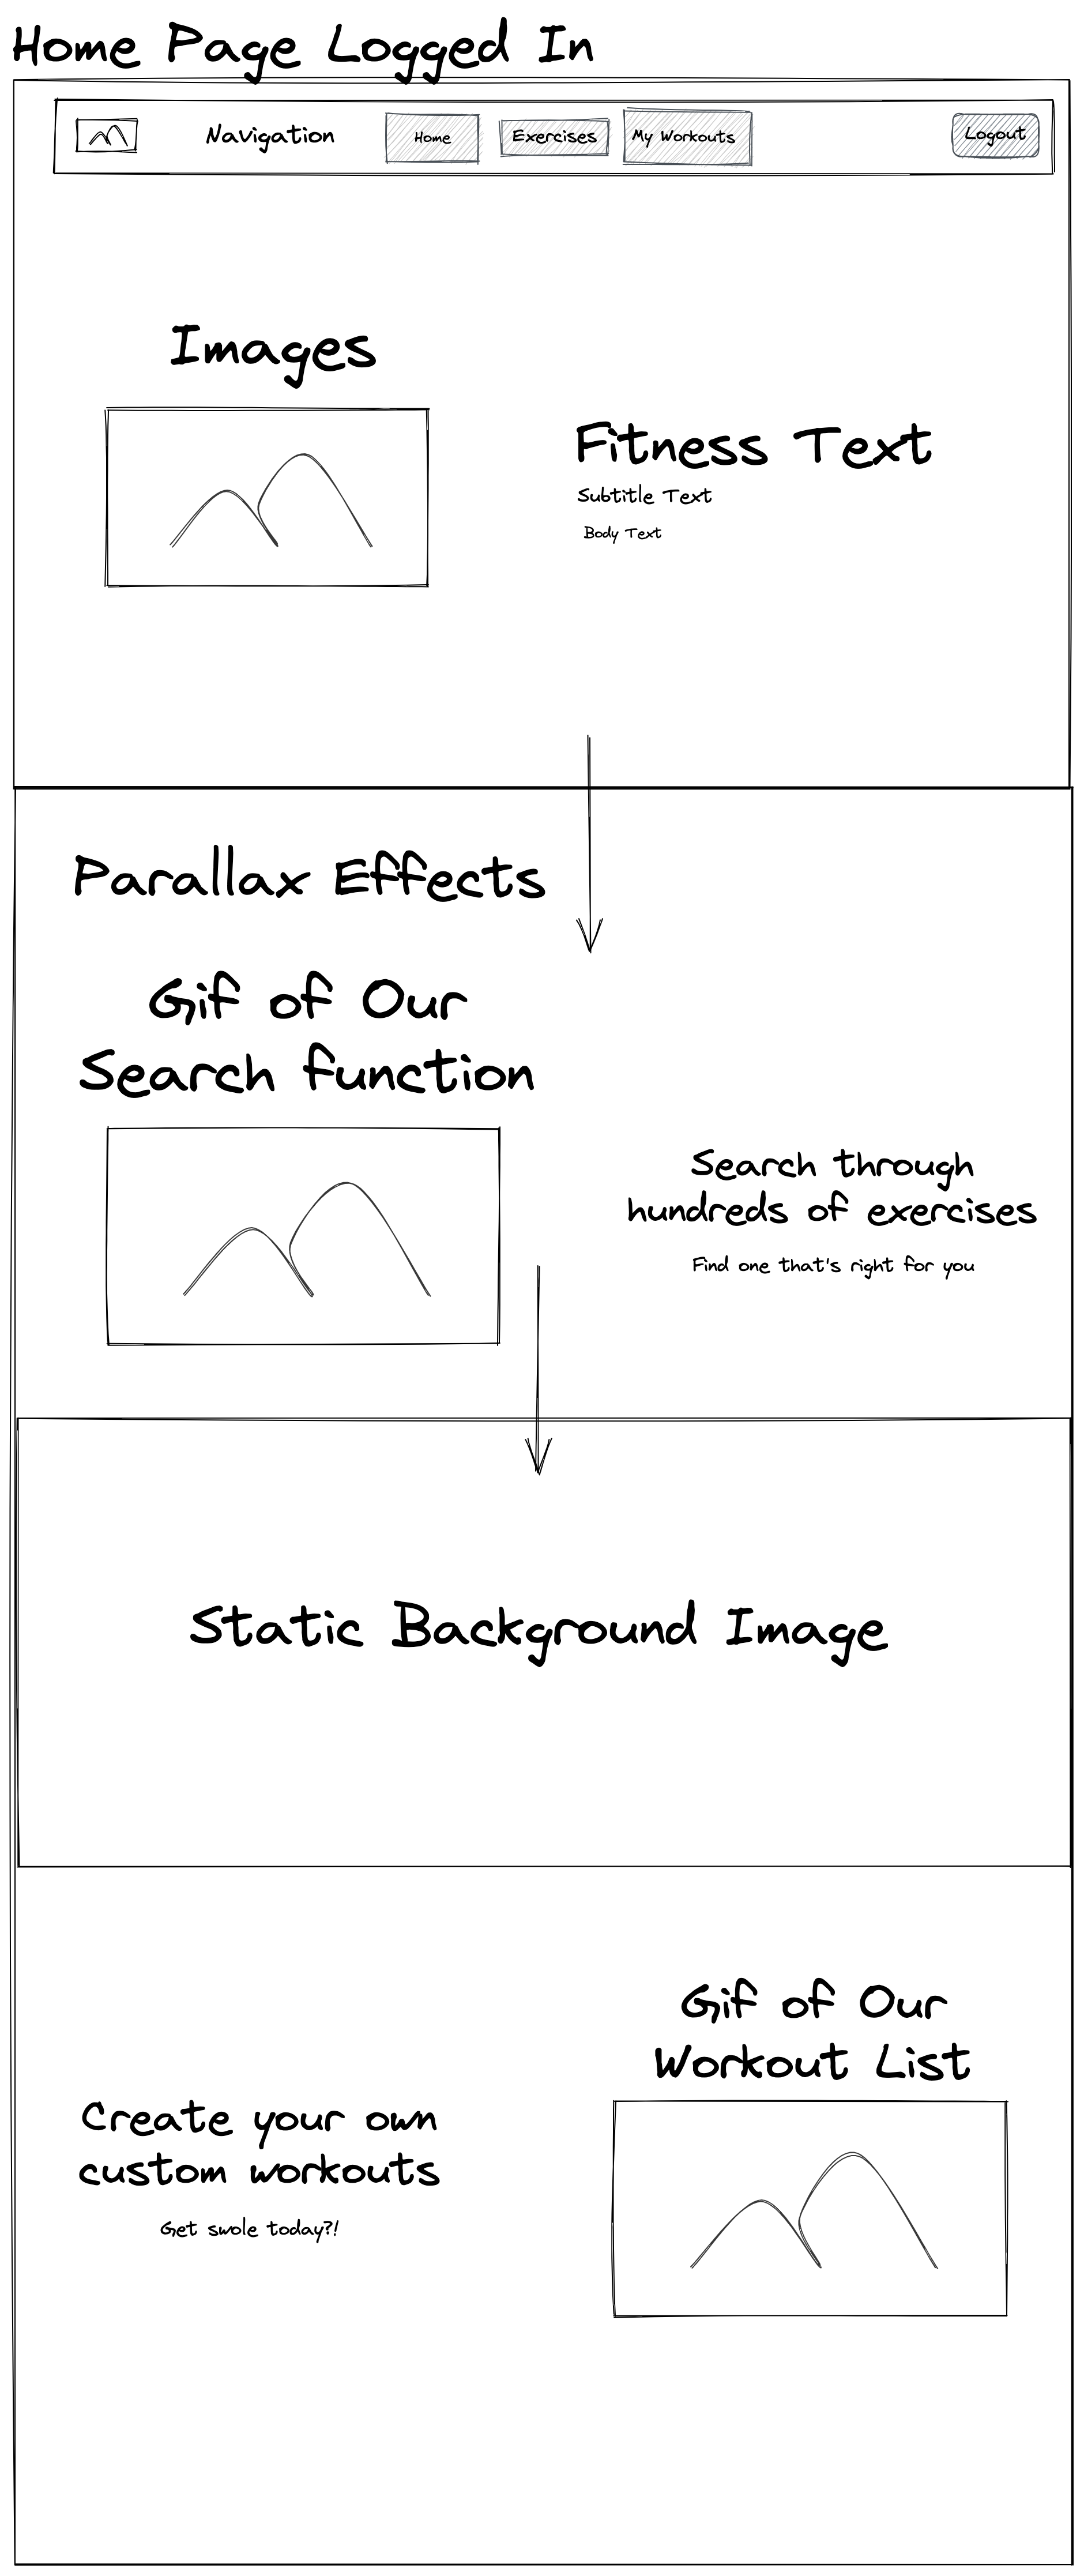 Home Page Logged In
Navigation
Home
Exercises
My Workouts
Logout
Images
Fitness Text
Subtitle Text
Body Text
Parallax Effects
Gif of Our
Search function
Search through
hundreds of exercises
Find one that's right for you
Static Background Image
Gif of Our
Workout List
Create your own
custom workouts
Get swole today?!